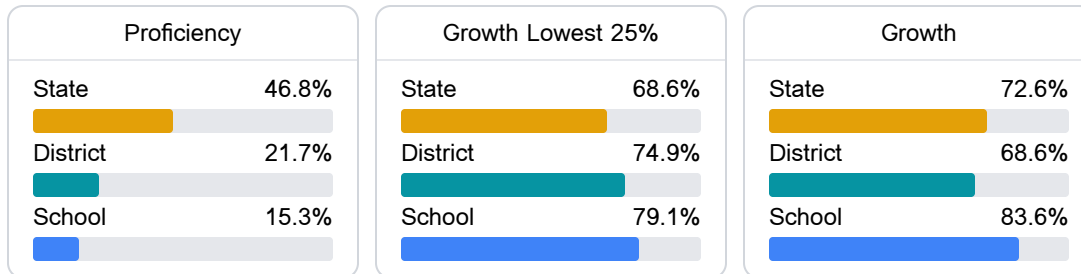 Proficiency
State 46.8%
District 21.7%
School 15.3%
Growth Lowest 25%
State 68.6%
District 74.9%
School 79.1%
Growth
State 72.6%
District 68.6%
School 83.6%